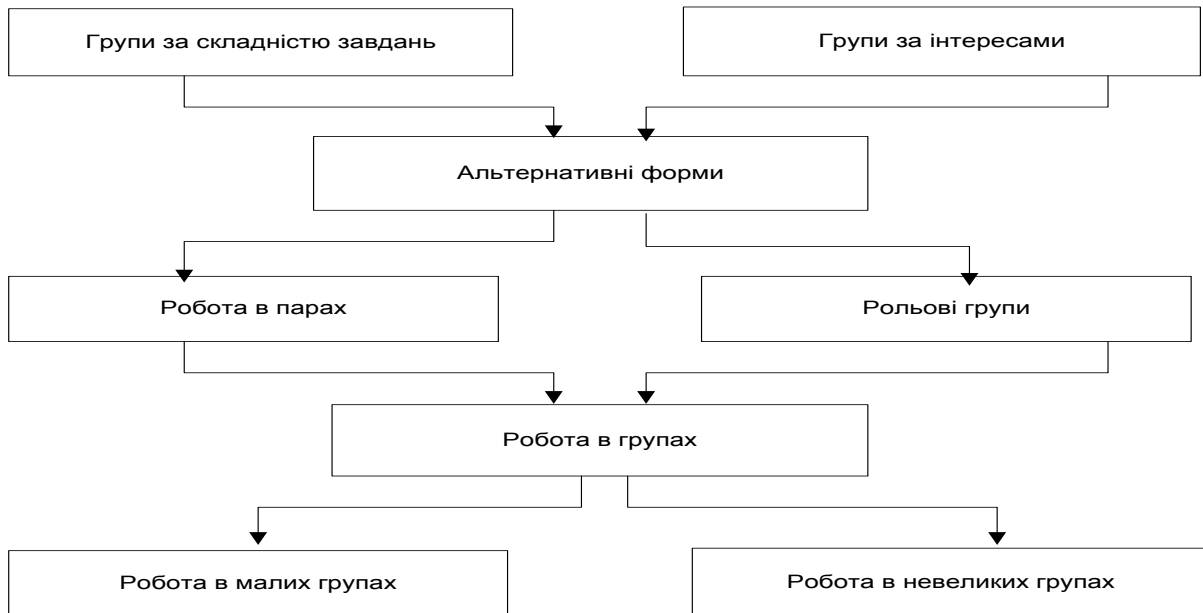 Групи за складністю завдань
Групи за інтересами
Альтернативні форми
Робота в парах
Рольові групи
Робота в групах
Робота в малих групах
Робота в невеликих групах